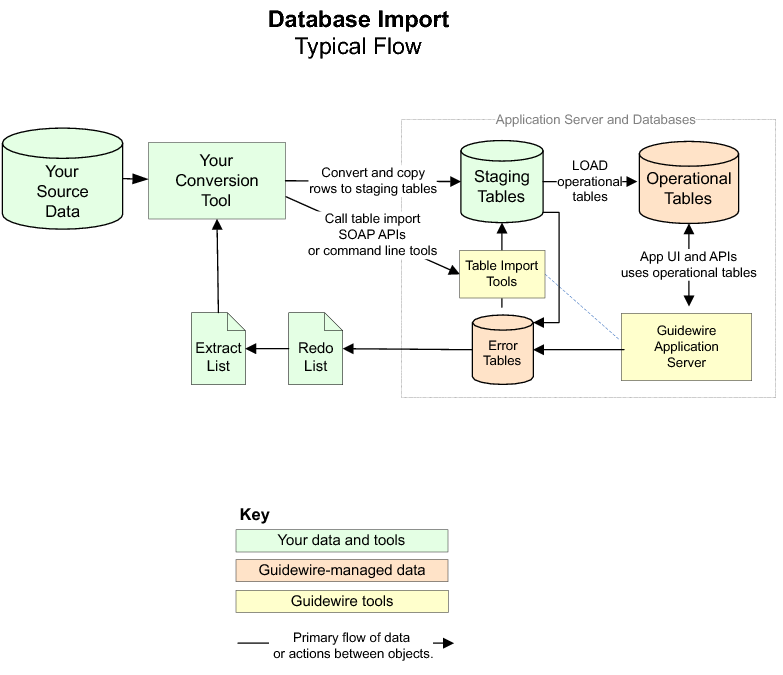 Database Import
Typical Flow
Application Server and Databases
Your
Source
Data
Your
Conversion
Tool
Convert and copy
rows to staging tables
Call table import
SOAP APIs
or command line tools
Staging
Tables
LOAD
operational
tables
Operational
Tables
Table Import
Tools
App UI and APIs
uses operational tables
Extract
List
Redo
List
Error
Tables
Guidewire
Application
Server
Key
Your data and tools
Guidewire-managed data
Guidewire tools
Primary flow of data
or actions between objects.